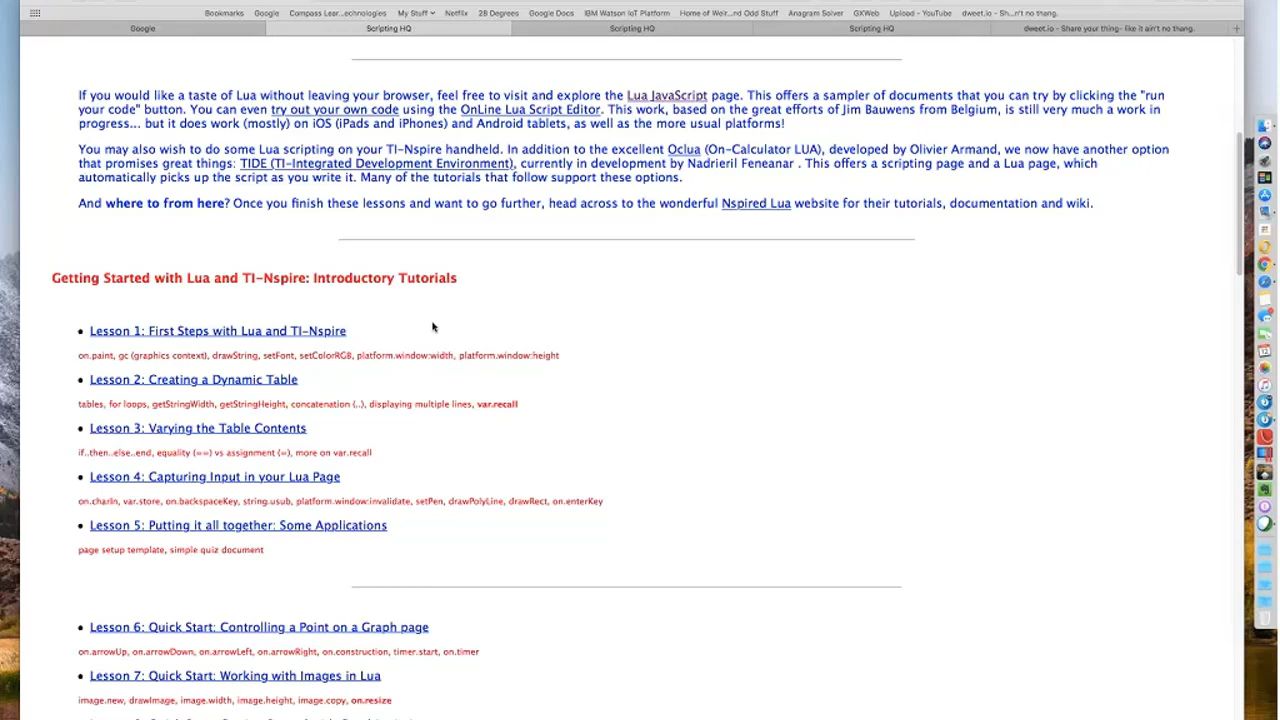 Bookmarks Google Compass Lear...echnologies My Stuff Netflix 28 Degrees Google Docs IBM Watson IoT Platform Home of Weir...nd Odd Stuff Anagram Solver GXWeb Upload - YouTube dweet.io - Sh...n't no thang.
Google Scripting HQ Scripting HQ Scripting HQ dweet.io - Share your thing- like it ain't no thang.
If you would like a taste of Lua without leaving your browser, feel free to visit and explore the Lua JavaScript page. This offers a sampler of documents that you can try by clicking the "run
your code" button. You can even try out your own code using the OnLine Lua Script Editor. This work, based on the great efforts of Jim Bauwens from Belgium, is still very much a work in
progress... but it does work (mostly) on iOS (iPads and iPhones) and Android tablets, as well as the more usual platforms!
You may also wish to do some Lua scripting on your TI-Nspire handheld. In addition to the excellent Oclua (On-Calculator LUA), developed by Olivier Armand, we now have another option
that promises great things: TIDE (TI-Integrated Development Environment), currently in development by Nadrieril Feneanar . This offers a scripting page and a Lua page, which
automatically picks up the script as you write it. Many of the tutorials that follow support these options.
And where to from here? Once you finish these lessons and want to go further, head across to the wonderful Nspired Lua website for their tutorials, documentation and wiki.
Getting Started with Lua and TI-Nspire: Introductory Tutorials
• Lesson 1: First Steps with Lua and TI-Nspire
on.paint, gc (graphics context), drawString, setFont, setColorRGB, platform.window:width, platform.window:height
• Lesson 2: Creating a Dynamic Table
tables, for loops, getStringWidth, getStringHeight, concatenation (..), displaying multiple lines, var.recall
• Lesson 3: Varying the Table Contents
if..then..else..end, equality (==) vs assignment (=), more on var.recall
• Lesson 4: Capturing Input in your Lua Page
on.charIn, var.store, on.backspaceKey, string.usub, platform.window:invalidate, setPen, drawPolyLine, drawRect, on.enterKey
• Lesson 5: Putting it all together: Some Applications
page setup template, simple quiz document
• Lesson 6: Quick Start: Controlling a Point on a Graph page
on.arrowUp, on.arrowDown, on.arrowLeft, on.arrowRight, on.construction, timer.start, on.timer
• Lesson 7: Quick Start: Working with Images in Lua
image.new, drawImage, image.width, image.height, image.copy, on.resize